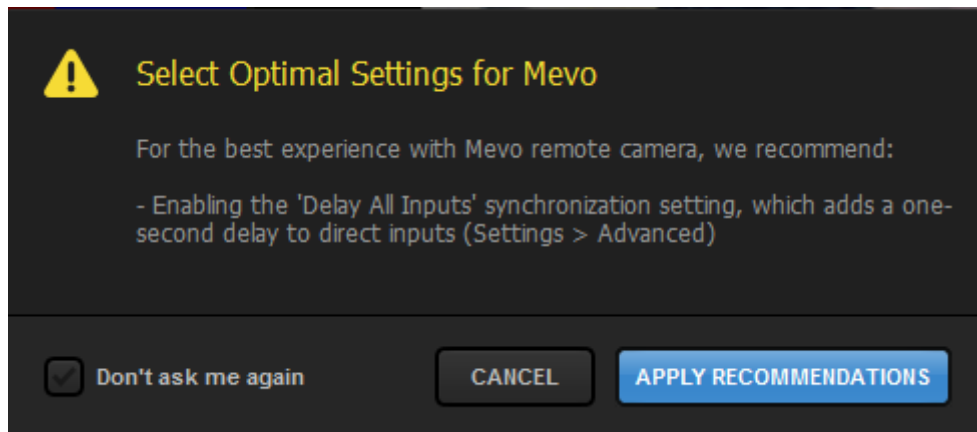 Select Optimal Settings for Mevo
For the best experience with Mevo remote camera, we recommend:
- Enabling the 'Delay All Inputs' synchronization setting, which adds a one-
second delay to direct inputs (Settings > Advanced)
Don't ask me again
CANCEL
APPLY RECOMMENDATIONS